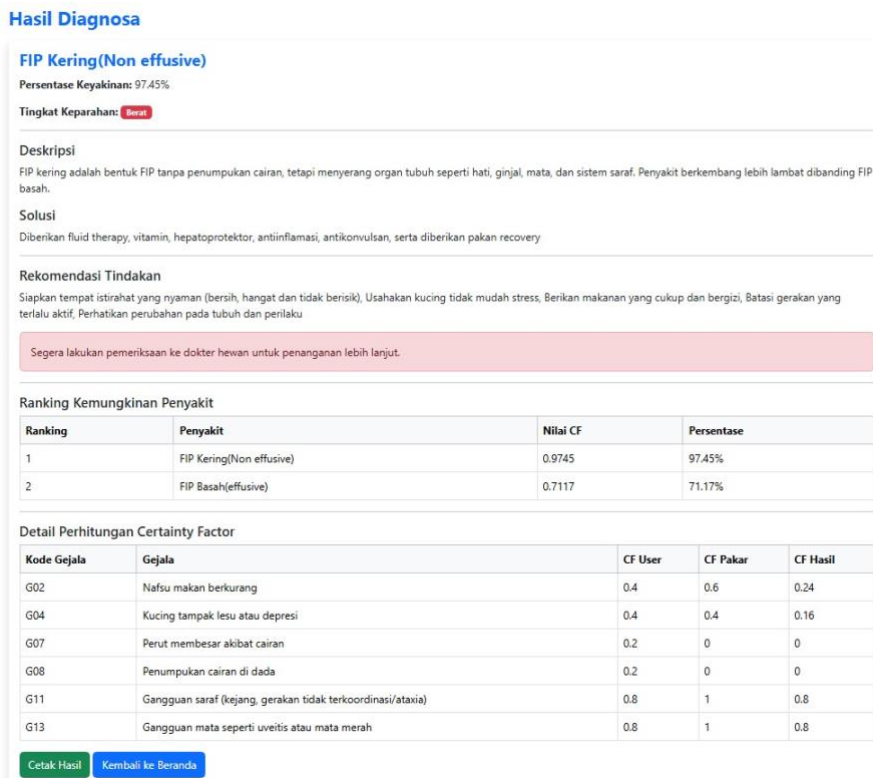 Hasil Diagnosa
FIP Kering(Non effusive)
Persentase Keyakinan: 97.45%
Tingkat Keparahan: Berat
Deskripsi
FIP kering adalah bentuk FIP tanpa penumpukan cairan, tetapi menyerang organ tubuh seperti hati, ginjal, mata, dan sistem saraf. Penyakit berkembang lebih lambat dibanding FIP
basah.
Solusi
Diberikan fluid therapy, vitamin, hepatoprotektor, antiinflamasi, antikonvulsan, serta diberikan pakan recovery
Rekomendasi Tindakan
Siapkan tempat istirahat yang nyaman (bersih, hangat dan tidak berisik), Usahakan kucing tidak mudah stress, Berikan makanan yang cukup dan bergizi, Batasi gerakan yang
terlalu aktif, Perhatikan perubahan pada tubuh dan perilaku
Segera lakukan pemeriksaan ke dokter hewan untuk penanganan lebih lanjut.
Ranking Kemungkinan Penyakit
Ranking Penyakit Nilai CF Persentase
1 FIP Kering(Non effusive) 0.9745 97.45%
2 FIP Basah(effusive) 0.7117 71.17%
Detail Perhitungan Certainty Factor
Kode Gejala Gejala CF User CF Pakar CF Hasil
G02 Nafsu makan berkurang 0.4 0.6 0.24
G04 Kucing tampak lesu atau depresi 0.4 0.4 0.16
G07 Perut membesar akibat cairan 0.2 0 0
G08 Penumpukan cairan di dada 0.2 0 0
G11 Gangguan saraf (kejang, gerakan tidak terkoordinasi/ataxia) 0.8 1 0.8
G13 Gangguan mata seperti uveitis atau mata merah 0.8 1 0.8
Cetak Hasil Kembali ke Beranda